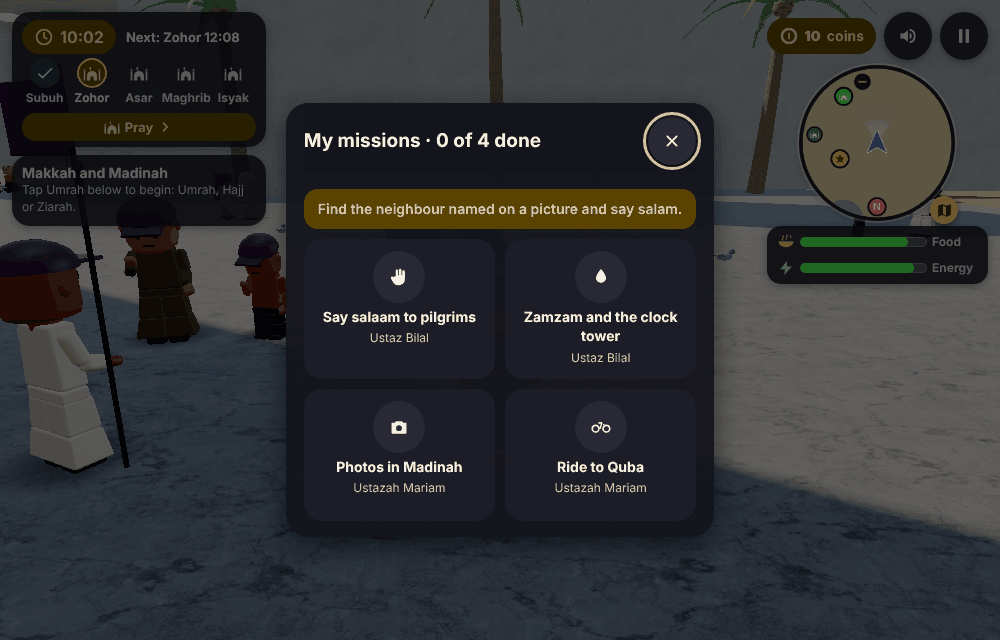 10:02
Next: Zohor 12:08
Subuh
Zohor
Asar
Maghrib
Isyak
Pray
Makkah and Madinah
Tap Umrah below to begin: Umrah, Hajj
or Ziarah.
10 coins
N
Food
Energy
My missions · 0 of 4 done
Find the neighbour named on a picture and say salam.
Say salaam to pilgrims
Ustaz Bilal
Zamzam and the clock
tower
Ustaz Bilal
Photos in Madinah
Ustazah Mariam
Ride to Quba
Ustazah Mariam